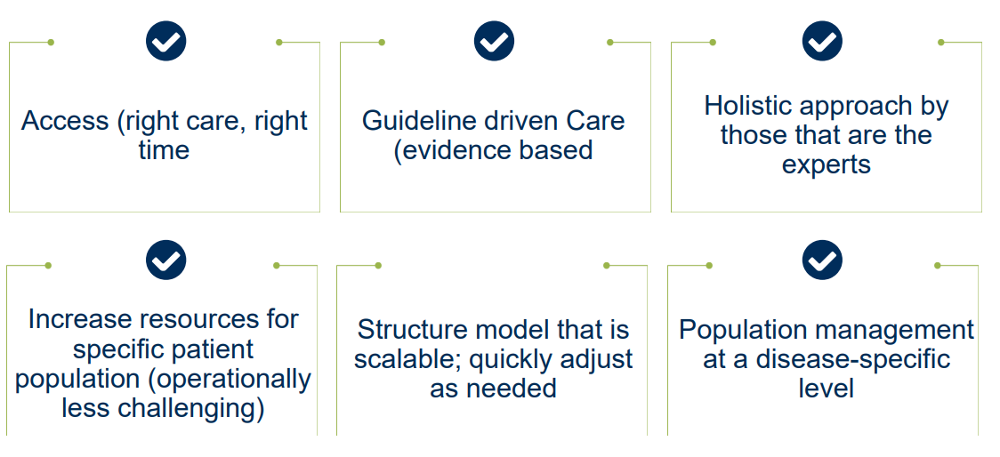 Access (right care, right
time
Guideline driven Care
(evidence based
Holistic approach by
those that are the
experts
Increase resources for
specific patient
population (operationally
less challenging)
Structure model that is
scalable; quickly adjust
as needed
Population management
at a disease-specific
level